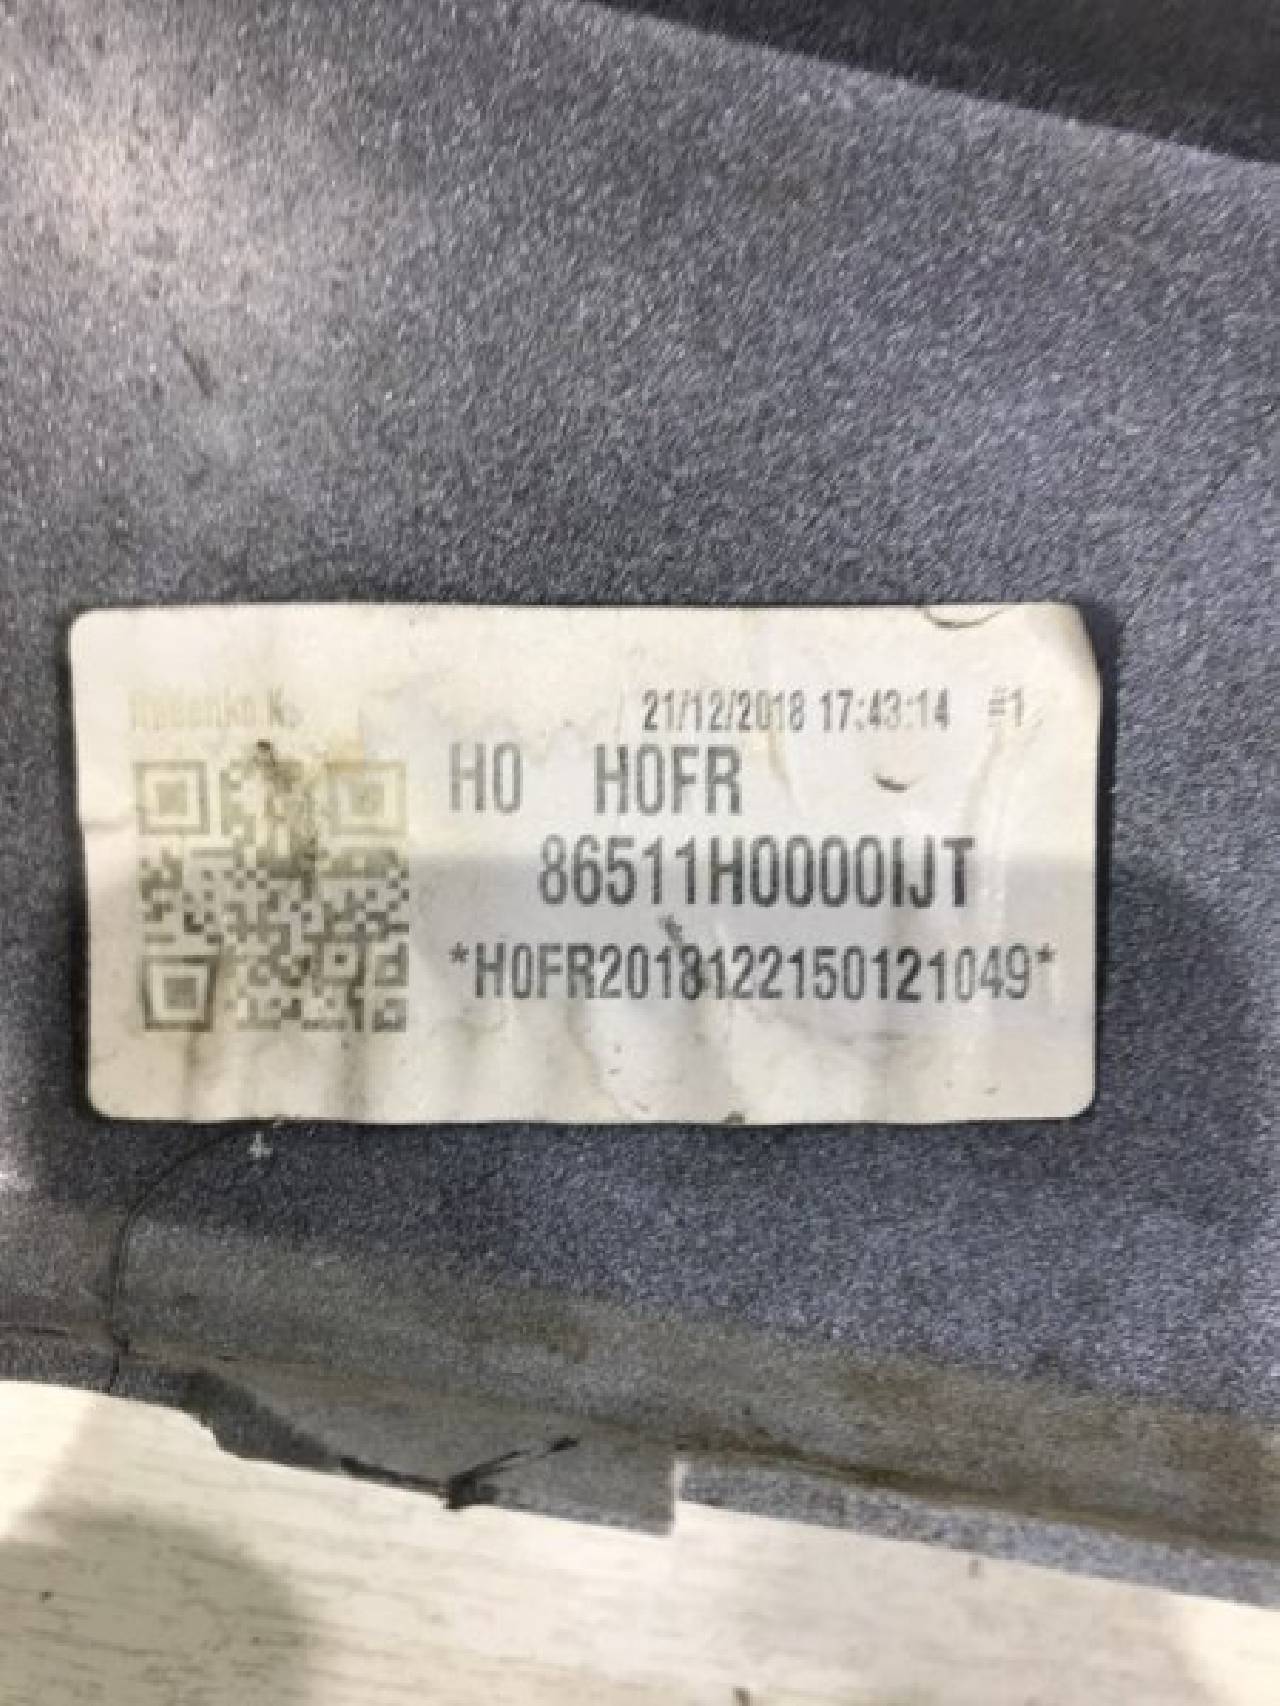 21/12/2018 17:43:14 #1
H0 H0FR
86511H0000IJT
*H0FR2018122150121049*